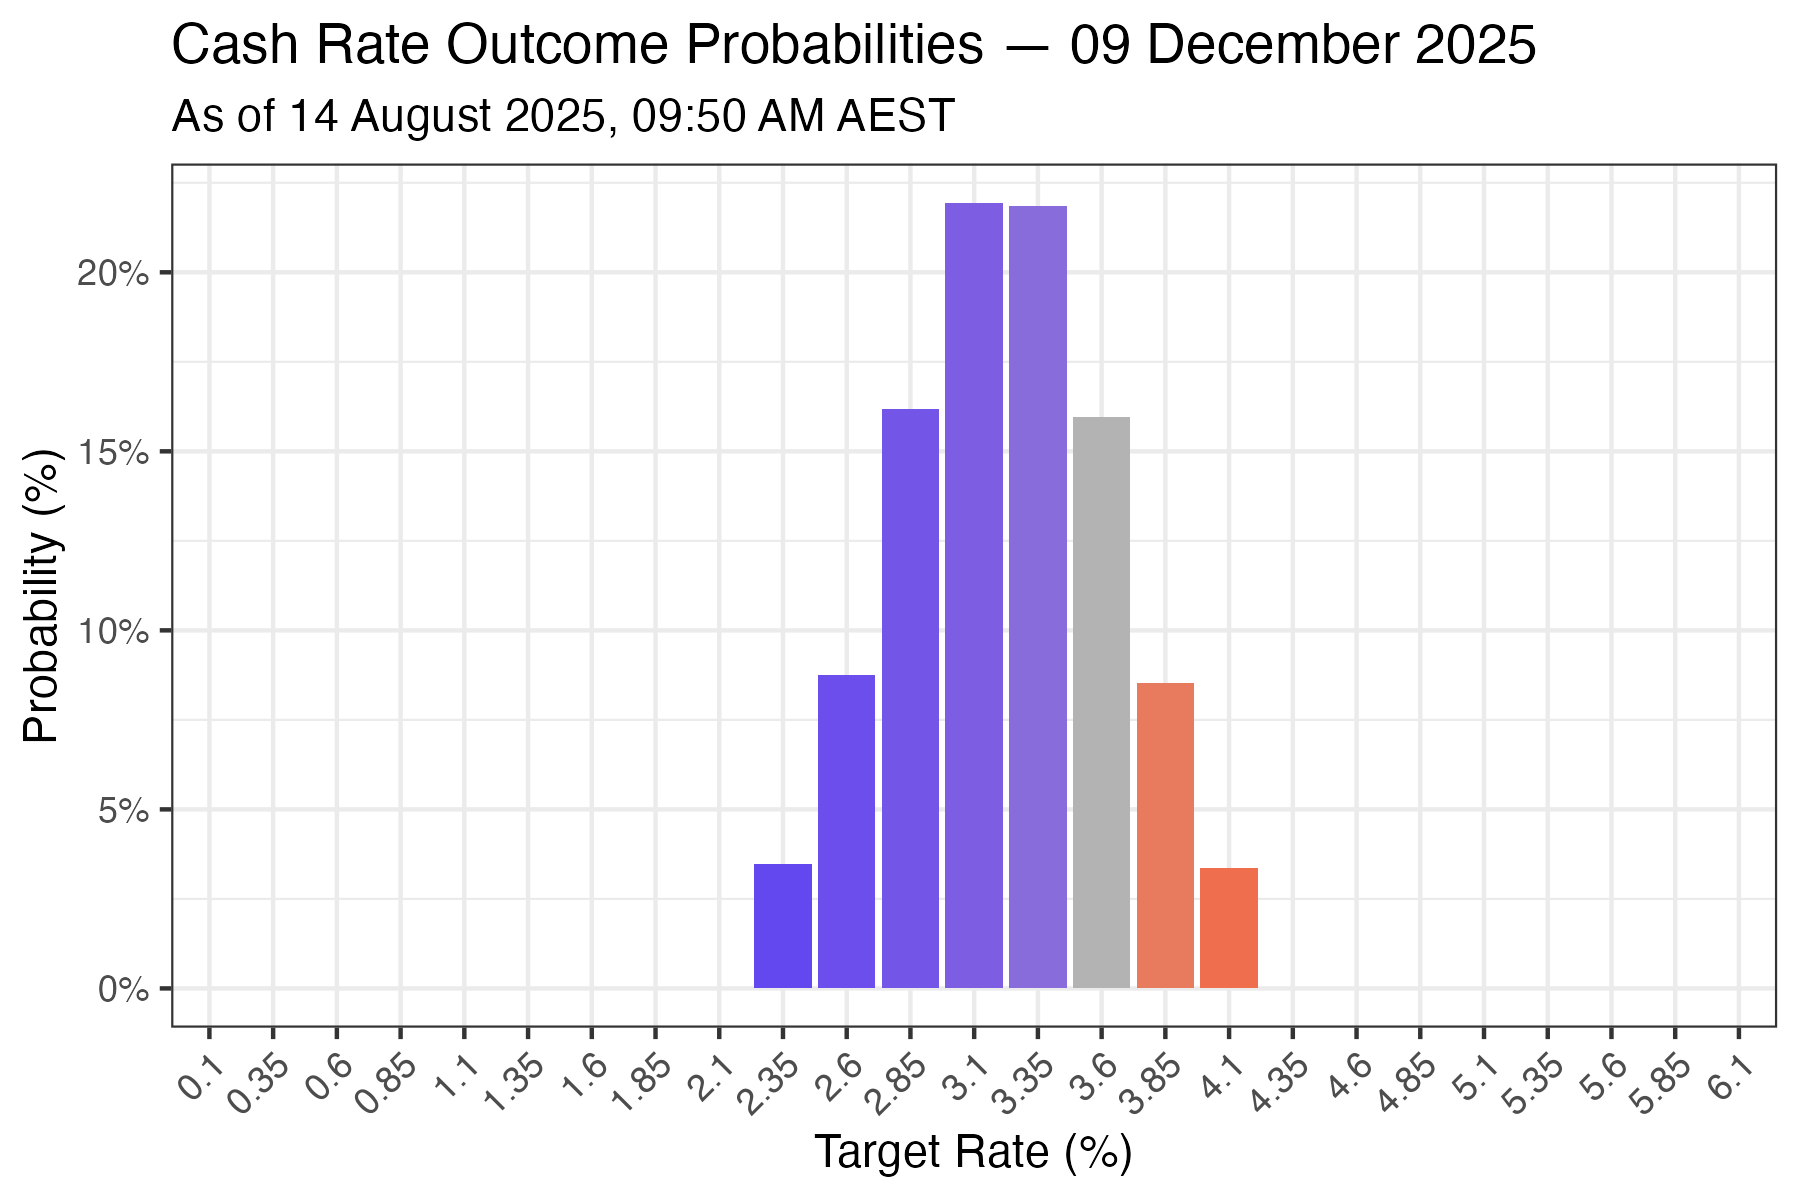 Cash Rate Outcome Probabilities — 09 December 2025
As of 14 August 2025, 09:50 AM AEST
Probability (%)
20%
15%
10%
5%
0%
0.1 0.35 0.6 0.85 1.1 1.35 1.6 1.85 2.1 2.35 2.6 2.85 3.1 3.35 3.6 3.85 4.1 4.35 4.6 4.85 5.1 5.35 5.6 5.85 6.1
Target Rate (%)